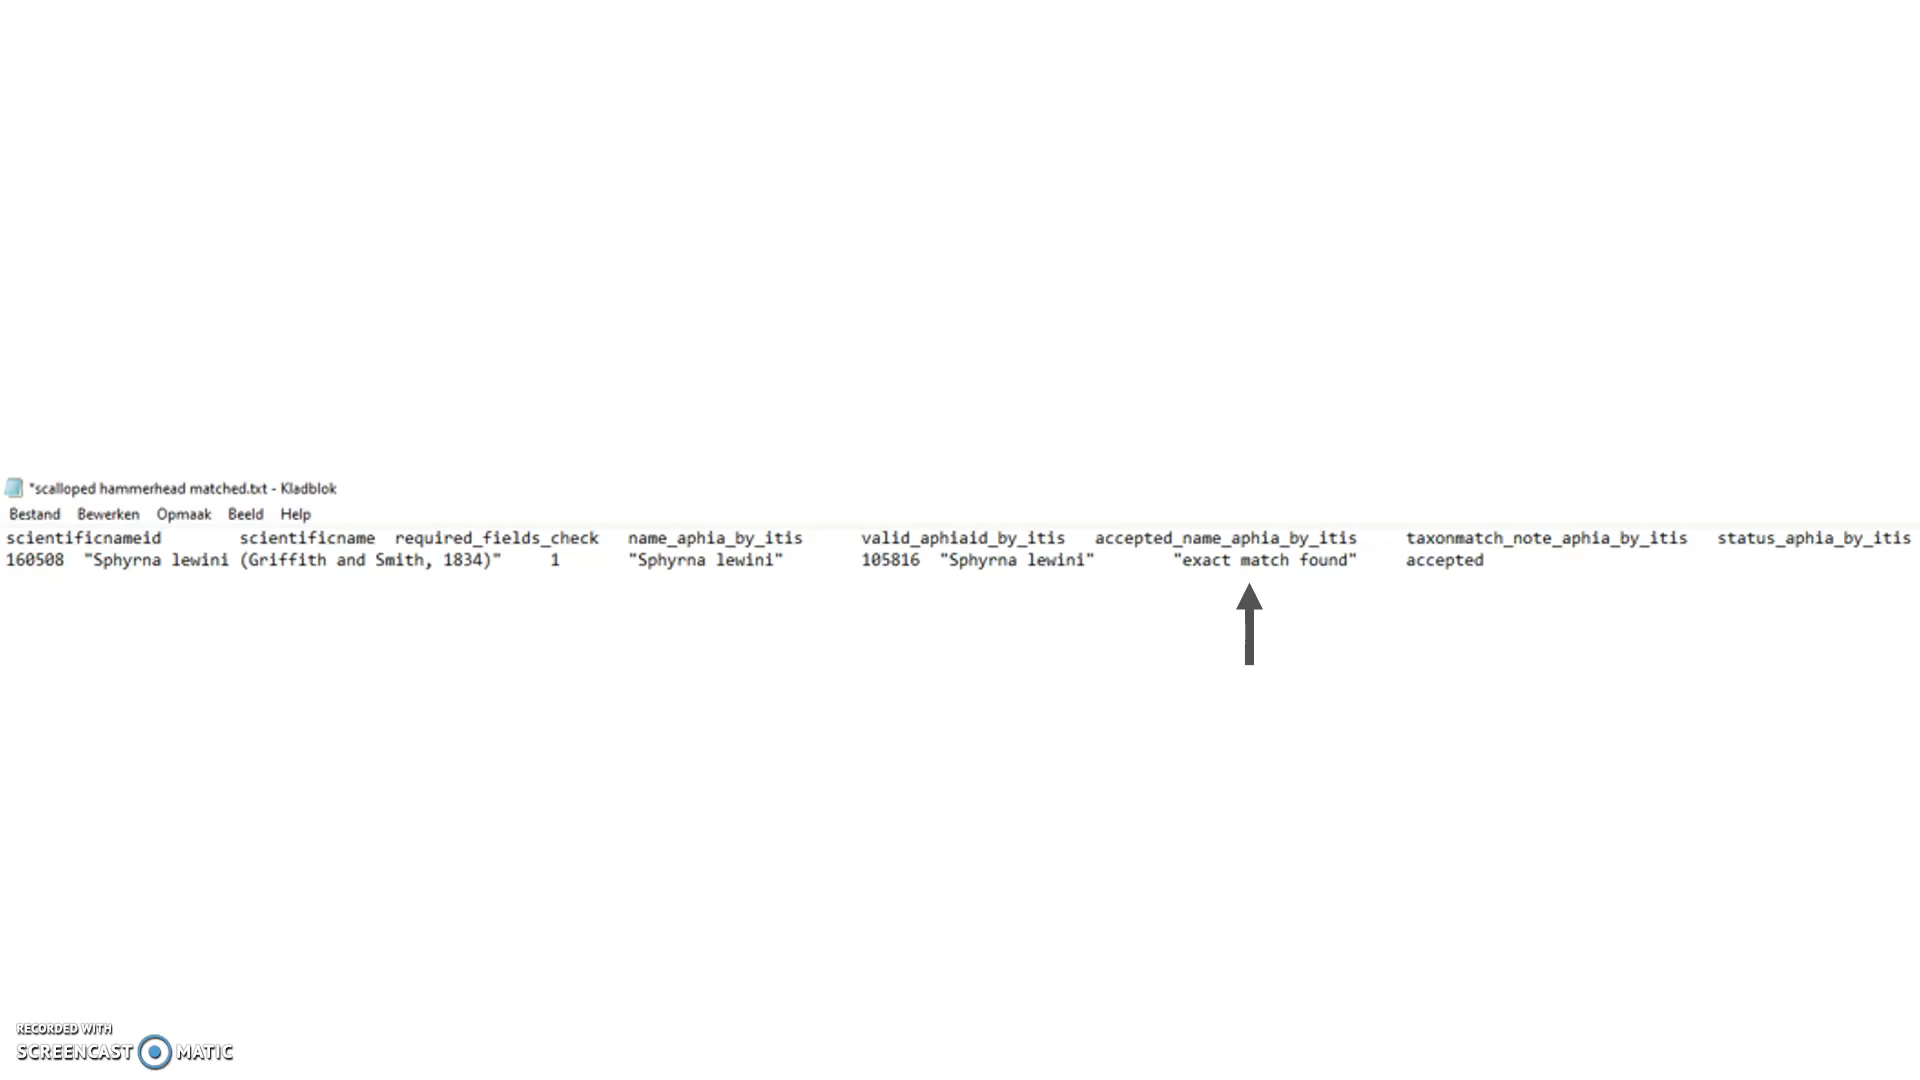 *scalloped hammerhead matched.txt - Kladblok
Bestand Bewerken Opmaak Beeld Help
scientificnameid scientificname required_fields_check name_aphia_by_itis valid_aphiaid_by_itis accepted_name_aphia_by_itis taxonmatch_note_aphia_by_itis status_aphia_by_itis
160508 "Sphyrna lewini (Griffith and Smith, 1834)" 1 "Sphyrna lewini" 105816 "Sphyrna lewini" "exact match found" accepted
RECORDED WITH
SCREENCAST MATIC